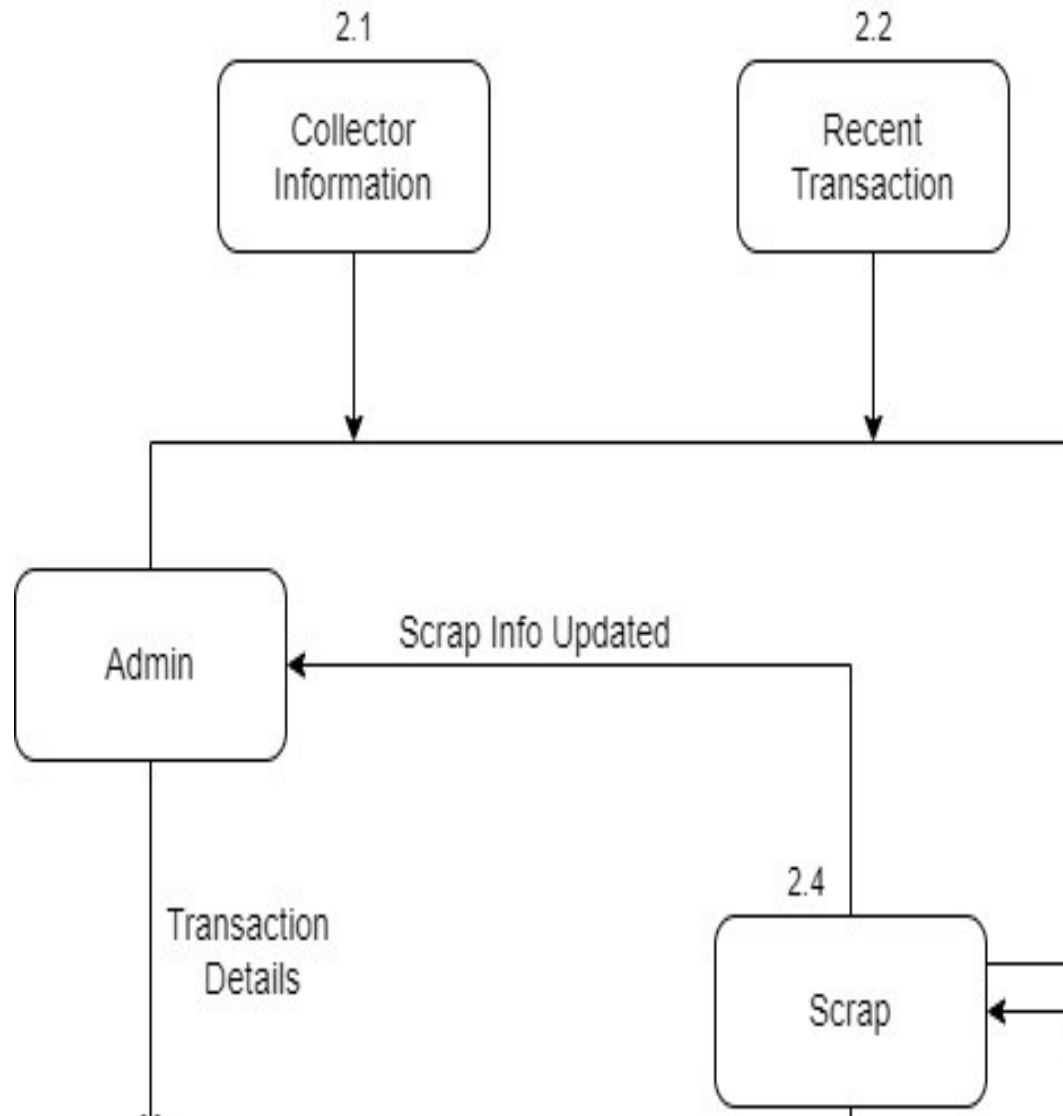 2.1
2.2
Collector
Information
Recent
Transaction
Admin
Scrap Info Updated
2.4
Transaction
Details
Scrap